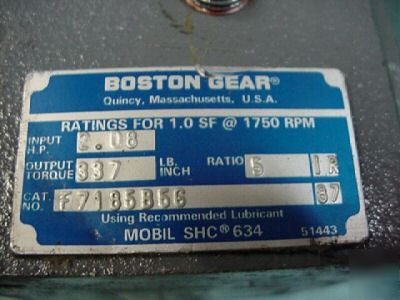 BOSTON GEAR®
Quincy, Massachusetts, U.S.A.
RATINGS FOR 1.0 SF @ 1750 RPM
INPUT H.P. 2.08
OUTPUT TORQUE 337 LB. INCH RATIO 5 1R
CAT. NO. F7185B5G 87
Using Recommended Lubricant
MOBIL SHC® 634 51443